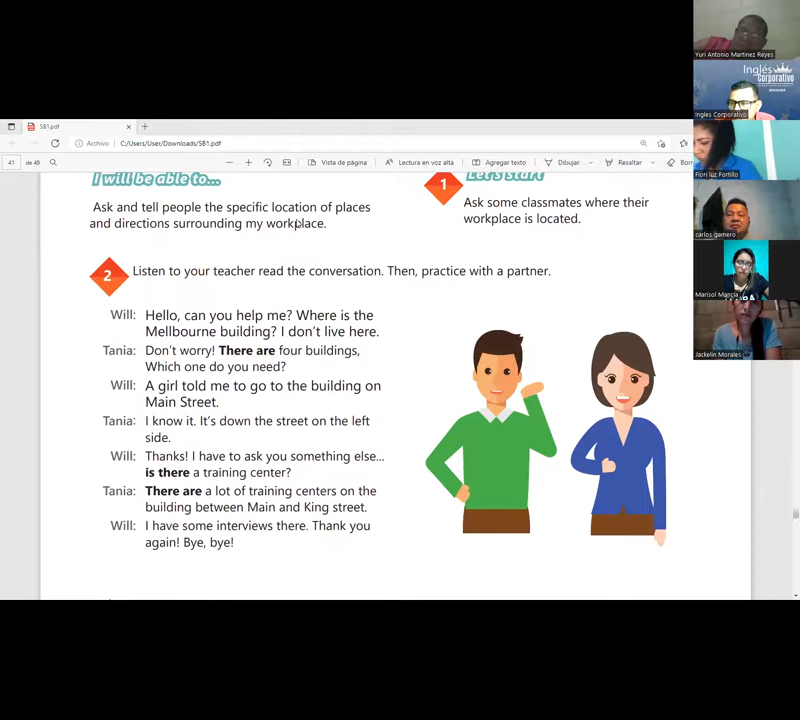 SB1.pdf
Archivo
C:/Users/User/Downloads/SB1.pdf
41 de 49
Vista de página
Lectura en voz alta
Agregar texto
Dibujar
Resaltar
Borr
I will be able to...
Ask and tell people the specific location of places
and directions surrounding my workplace.
1
Let's start
Ask some classmates where their
workplace is located.
2
Listen to your teacher read the conversation. Then, practice with a partner.
Will: Hello, can you help me? Where is the
Mellbourne building? I don't live here.
Tania: Don't worry! There are four buildings,
Which one do you need?
Will: A girl told me to go to the building on
Main Street.
Tania: I know it. It's down the street on the left
side.
Will: Thanks! I have to ask you something else...
is there a training center?
Tania: There are a lot of training centers on the
building between Main and King street.
Will: I have some interviews there. Thank you
again! Bye, bye!
Yuri Antonio Martinez Reyes
Inglés
Corporativo
Ingles Corporativo
Flori luz Portillo
carlos gamero
Marisol Mancia
Jackelin Morales